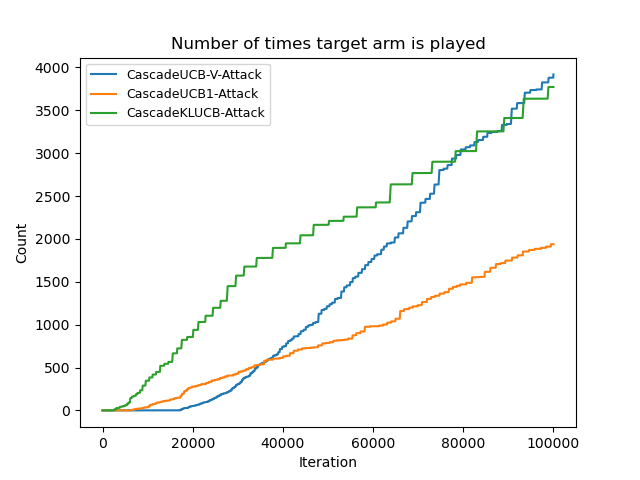 Number of times target arm is played
CascadeUCB-V-Attack
CascadeUCB1-Attack
CascadeKLUCB-Attack
4000
3500
3000
2500
2000
1500
1000
500
0
Count
0 20000 40000 60000 80000 100000
Iteration